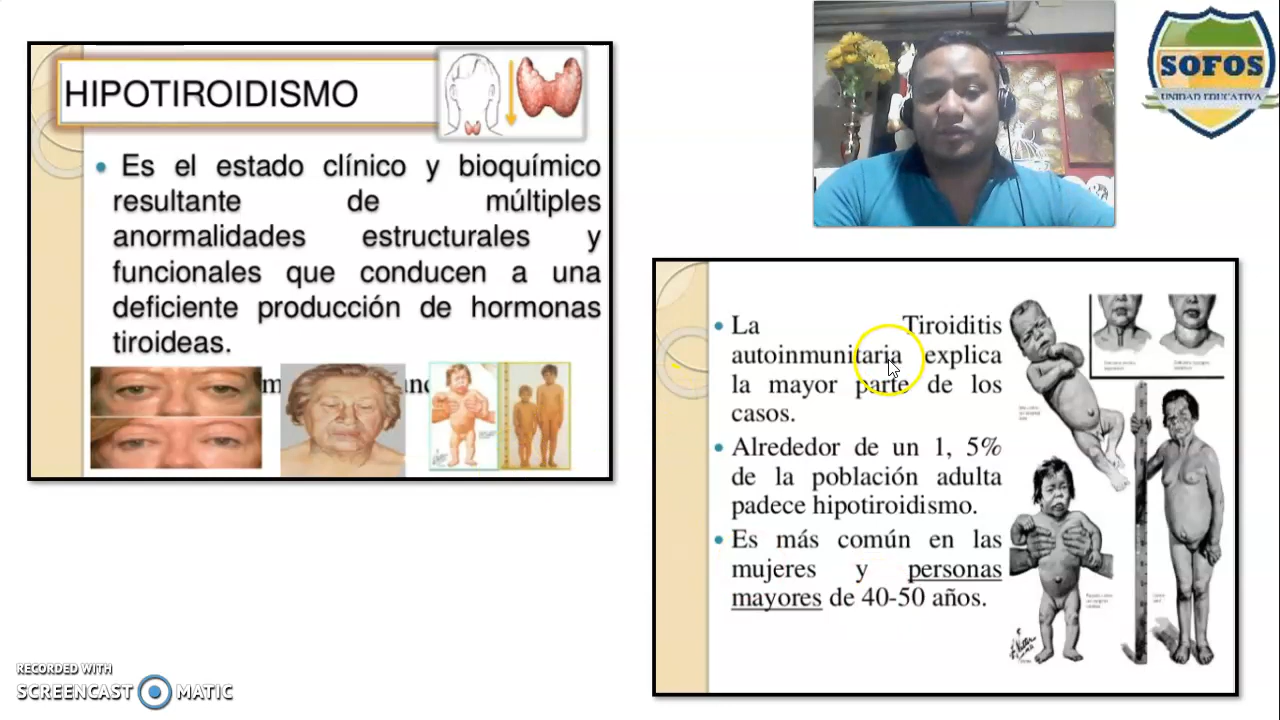 HIPOTIROIDISMO
Es el estado clínico y bioquímico
resultante de múltiples
anormalidades estructurales y
funcionales que conducen a una
deficiente producción de hormonas
tiroideas.
SOFOS
UNIDAD EDUCATIVA
La Tiroiditis
autoinmunitaria explica
la mayor parte de los
casos.
Alrededor de un 1, 5%
de la población adulta
padece hipotiroidismo.
Es más común en las
mujeres y personas
mayores de 40-50 años.
RECORDED WITH
SCREENCAST MATIC